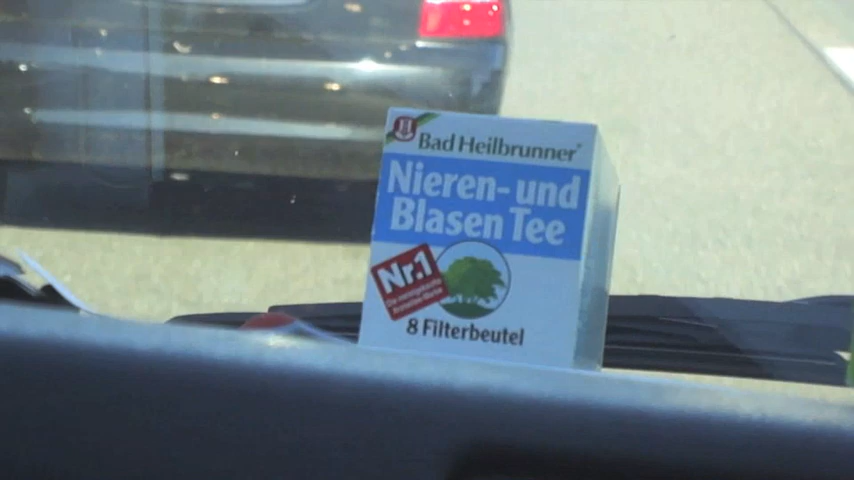 Bad Heilbrunner®
Nieren- und
Blasen Tee
Nr.1
8 Filterbeutel